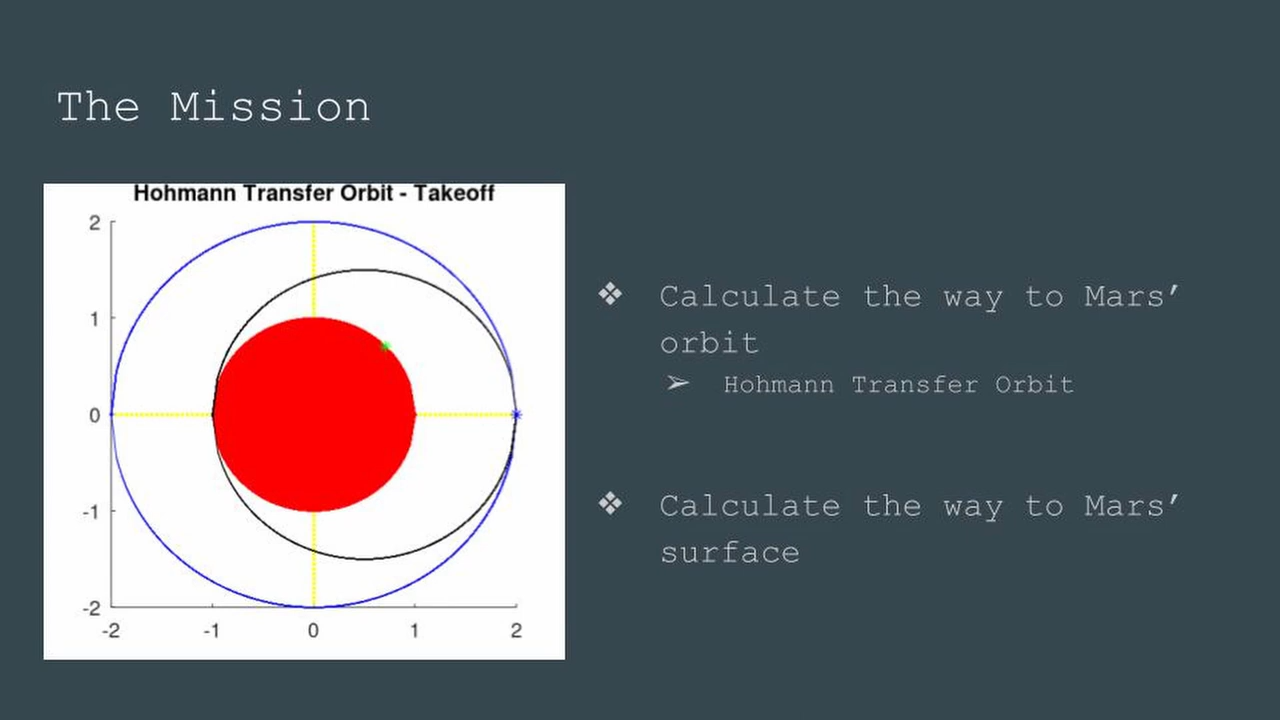 The Mission
Hohmann Transfer Orbit - Takeoff
2
1
0
-1
-2
-2 -1 0 1 2
❖ Calculate the way to Mars’
orbit
➢ Hohmann Transfer Orbit
❖ Calculate the way to Mars’
surface